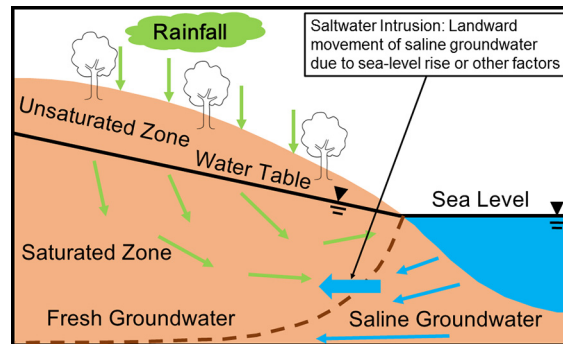 Rainfall
Saltwater Intrusion: Landward
movement of saline groundwater
due to sea-level rise or other factors
Unsaturated Zone
Water Table
Sea Level
Saturated Zone
Fresh Groundwater
Saline Groundwater